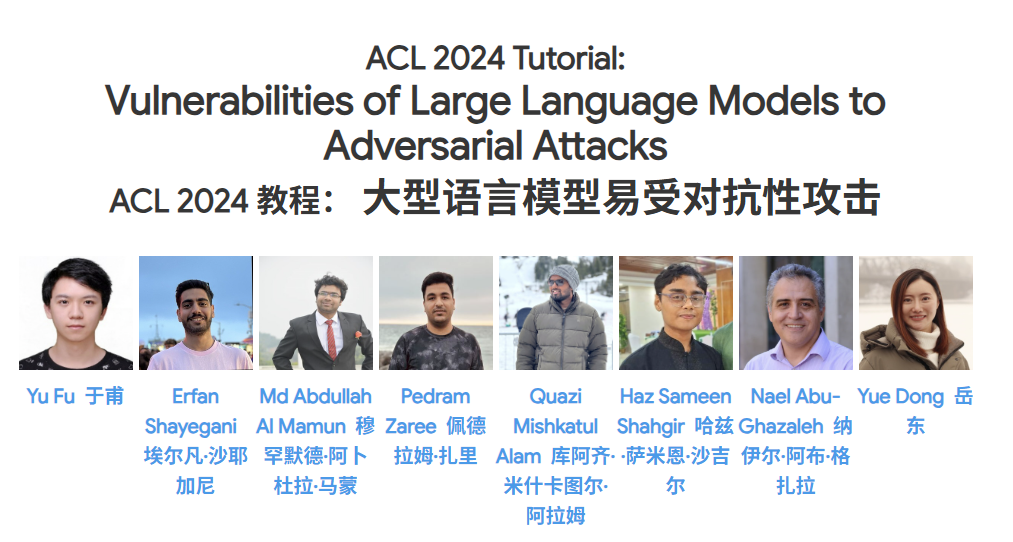 ACL 2024 Tutorial:
Vulnerabilities of Large Language Models to
Adversarial Attacks
ACL 2024 教程： 大型语言模型易受对抗性攻击
Yu Fu 于甫
Erfan
Shayegani
埃尔凡·沙耶
加尼
Md Abdullah
Al Mamun 穆
罕默德·阿卜
杜拉·马蒙
Pedram
Zaree 佩德
拉姆·扎里
Quazi
Mishkatul
Alam 库阿齐·
米什卡图尔·
阿拉姆
Haz Sameen
Shahgir 哈兹
·萨米恩·沙吉
尔
Nael Abu-
Ghazaleh 纳
伊尔·阿布·格
扎拉
Yue Dong 岳
东